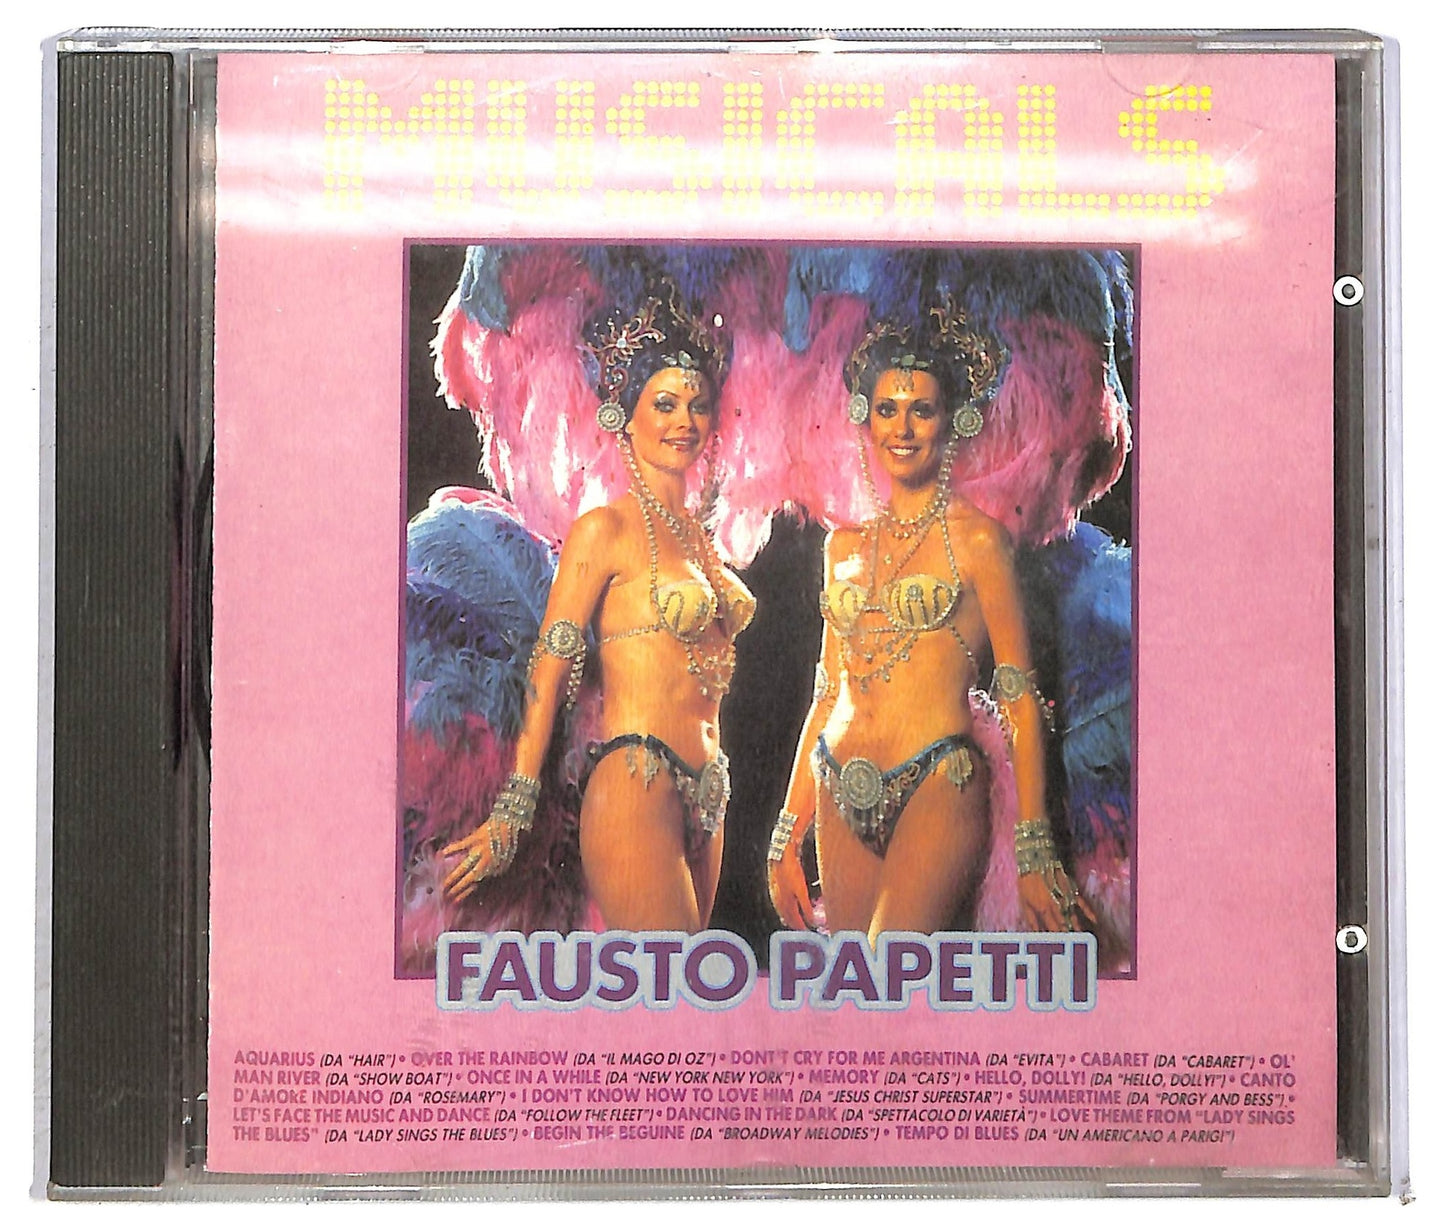 MUSICALS
FAUSTO PAPETTI
AQUARIUS (DA "HAIR") • OVER THE RAINBOW (DA "IL MAGO DI OZ") • DONT'T CRY FOR ME ARGENTINA (DA "EVITA") • CABARET (DA "CABARET") • OL'
MAN RIVER (DA "SHOW BOAT") • ONCE IN A WHILE (DA "NEW YORK NEW YORK") • MEMORY (DA "CATS") • HELLO, DOLLY! (DA "HELLO, DOLLY!") • CANTO
D'AMORE INDIANO (DA "ROSEMARY") • I DON'T KNOW HOW TO LOVE HIM (DA "JESUS CHRIST SUPERSTAR") • SUMMERTIME (DA "PORGY AND BESS") •
LET'S FACE THE MUSIC AND DANCE (DA "FOLLOW THE FLEET") • DANCING IN THE DARK (DA "SPETTACOLO DI VARIETÀ") • LOVE THEME FROM "LADY SINGS
THE BLUES" (DA "LADY SINGS THE BLUES") • BEGIN THE BEGUINE (DA "BROADWAY MELODIES") • TEMPO DI BLUES (DA "UN AMERICANO A PARIGI")